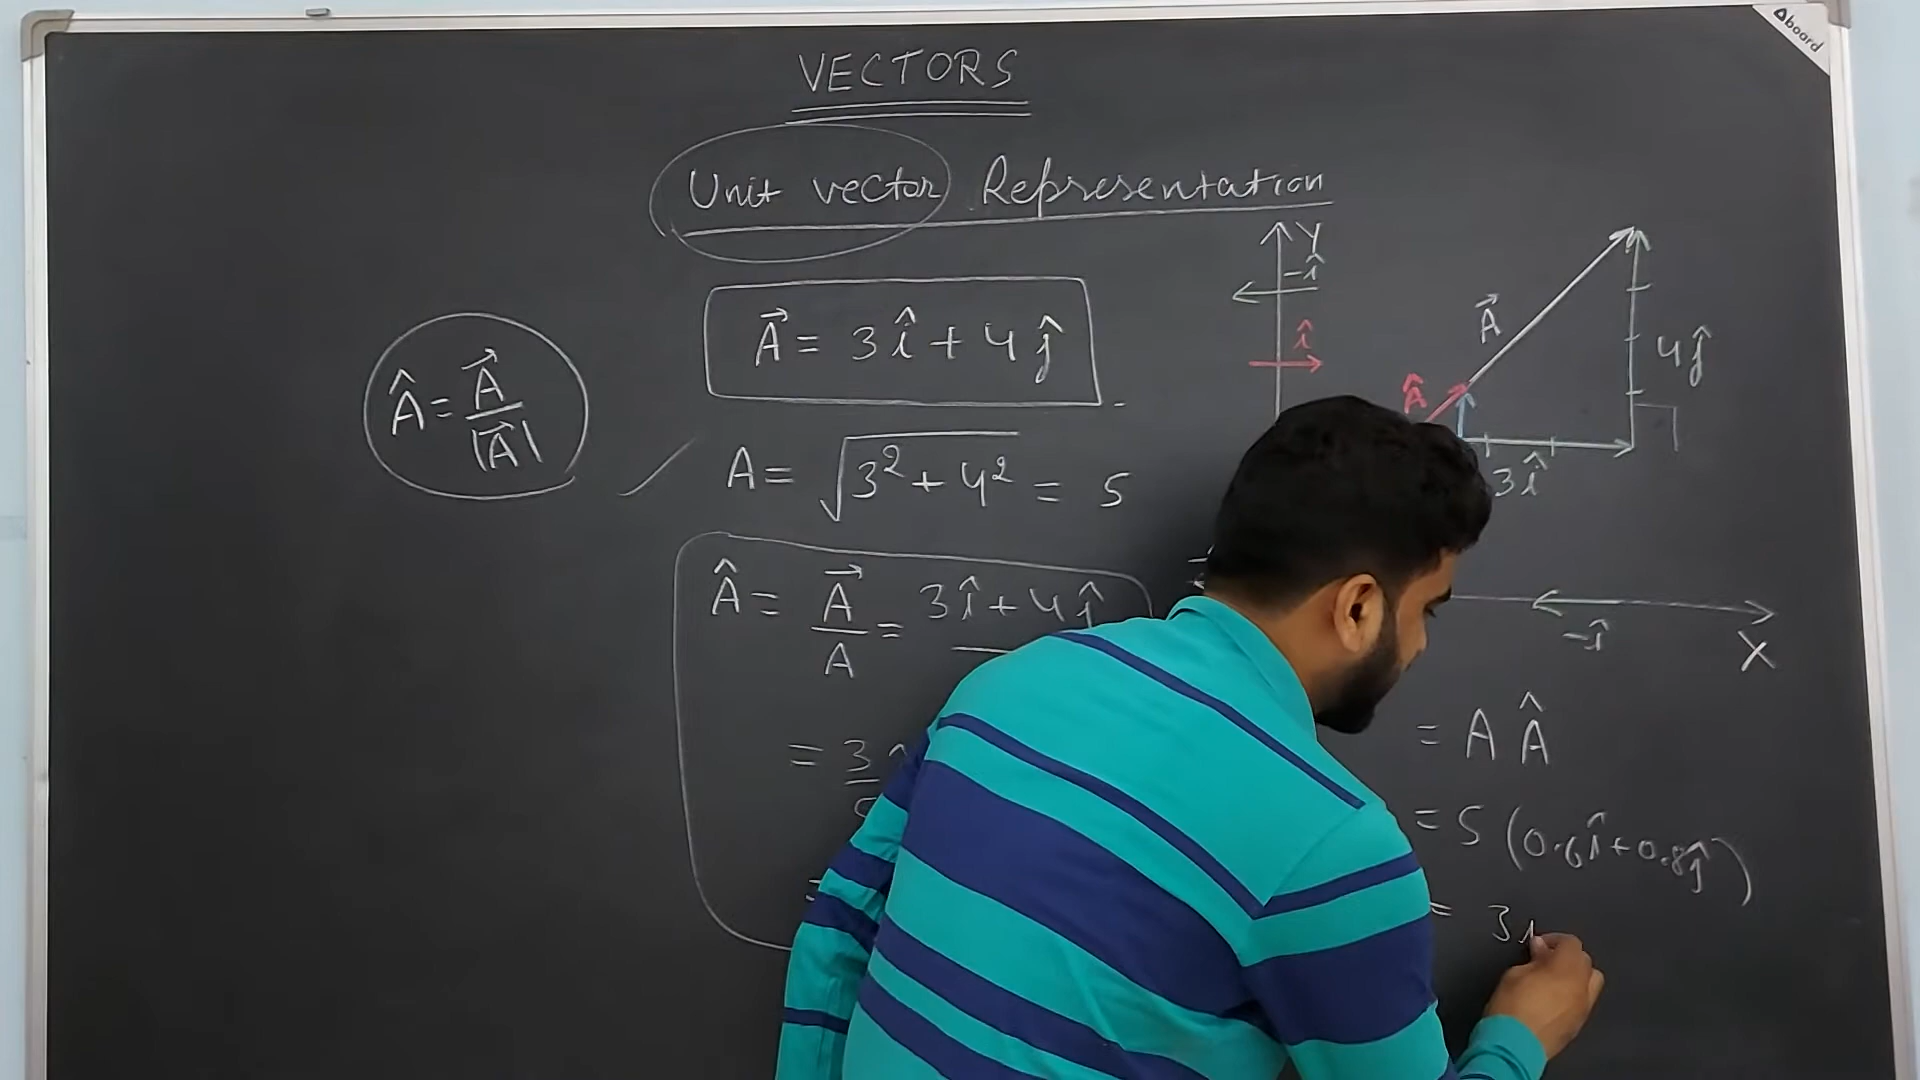 VECTORS
Unit vector Representation
A⃗ = 3î + 4ĵ
Â = A⃗ / |A⃗|
A = √(3² + 4²) = 5
Â = A⃗ / A = 3î + 4ĵ
= 3
=
Y
-î
î
A⃗
Â
4ĵ
3î
-î
X
= A Â
= 5 (0.6î + 0.8ĵ)
= 3
Aboard